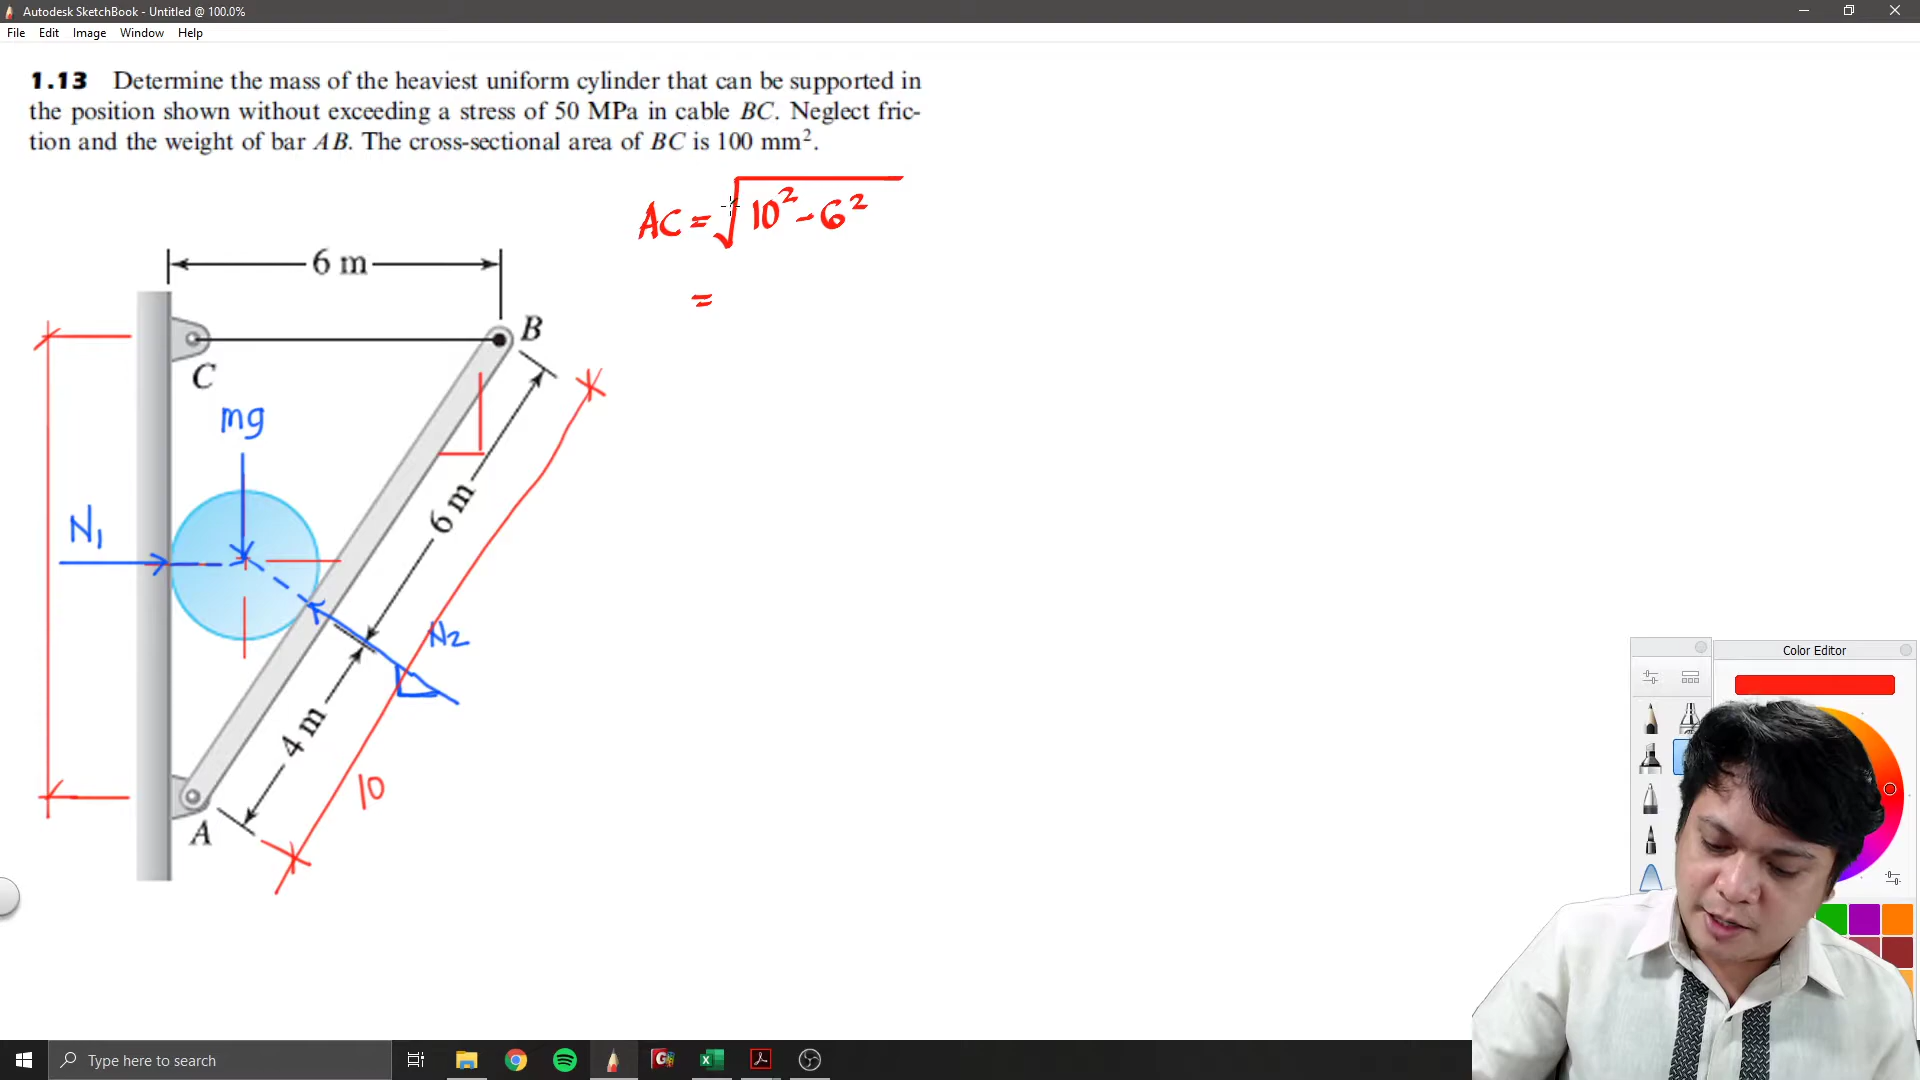 Autodesk SketchBook - Untitled @ 100.0%
File Edit Image Window Help
1.13 Determine the mass of the heaviest uniform cylinder that can be supported in
the position shown without exceeding a stress of 50 MPa in cable BC. Neglect fric-
tion and the weight of bar AB. The cross-sectional area of BC is 100 mm².
AC = √10² - 6²
=
6 m
B
C
mg
N₁
6 m
N₂
4 m
10
A
Color Editor
Type here to search